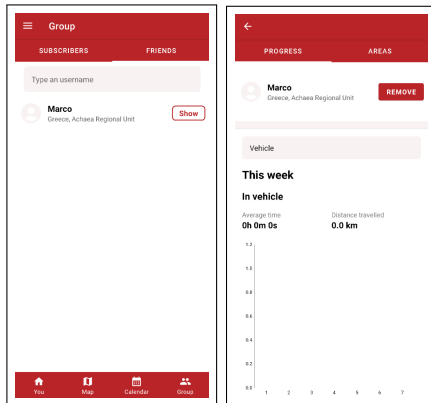 Group
SUBSCRIBERS FRIENDS
Type an username
Marco
Greece, Achaea Regional Unit
Show
You Map Calendar Group
PROGRESS AREAS
Marco
Greece, Achaea Regional Unit
REMOVE
Vehicle
This week
In vehicle
Average time Distance travelled
0h 0m 0s 0.0 km
1.2
1.0
0.8
0.6
0.4
0.2
0.0
1 2 3 4 5 6 7